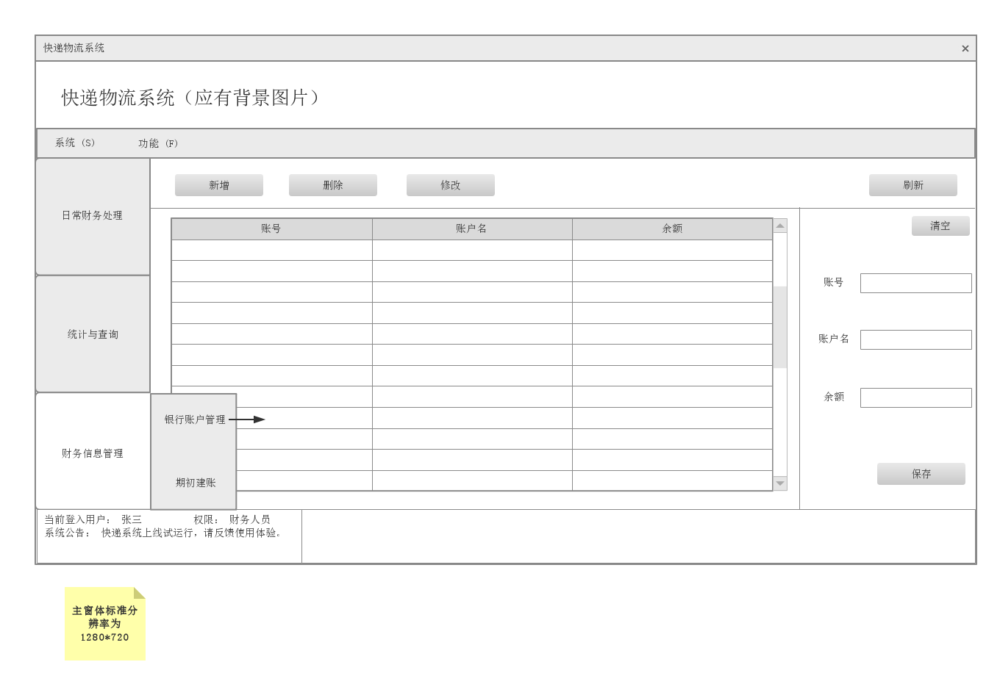 快递物流系统
快递物流系统（应有背景图片）
系统 (S) 功能 (F)
新增 删除 修改 刷新
日常财务处理
统计与查询
财务信息管理
银行账户管理
期初建账
账号 账户名 余额
清空
账号
账户名
余额
保存
当前登入用户： 张三 权限： 财务人员
系统公告： 快递系统上线试运行，请反馈使用体验。
主窗体标准分
辨率为
1280*720